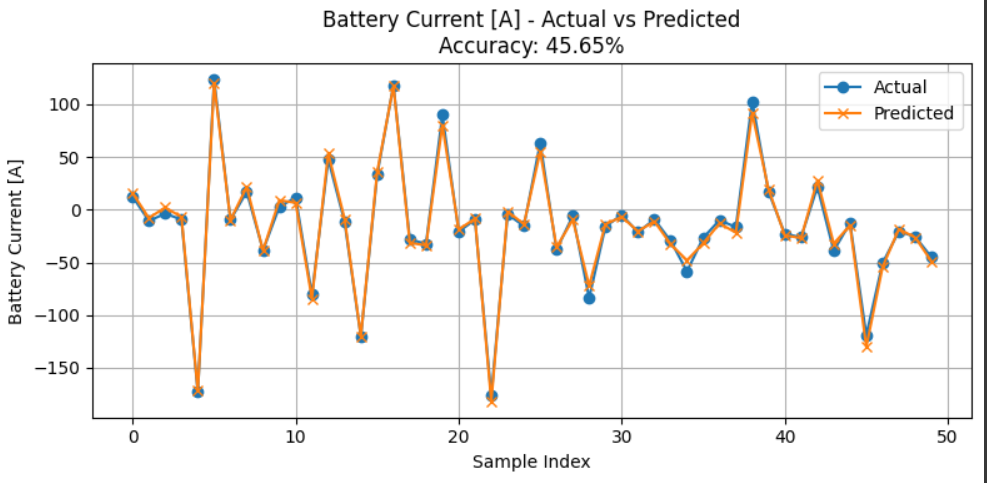 Battery Current [A] - Actual vs Predicted
Accuracy: 45.65%
Actual
Predicted
Battery Current [A]
100
50
0
−50
−100
−150
0
10
20
30
40
50
Sample Index